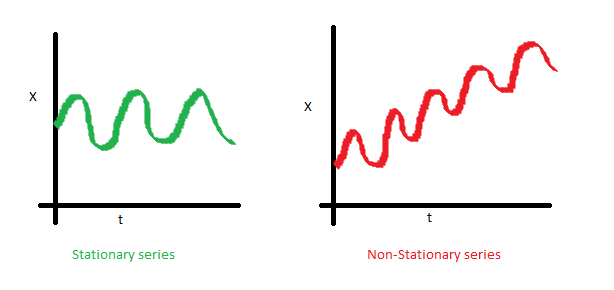 X
t
Stationary series
X
t
Non-Stationary series